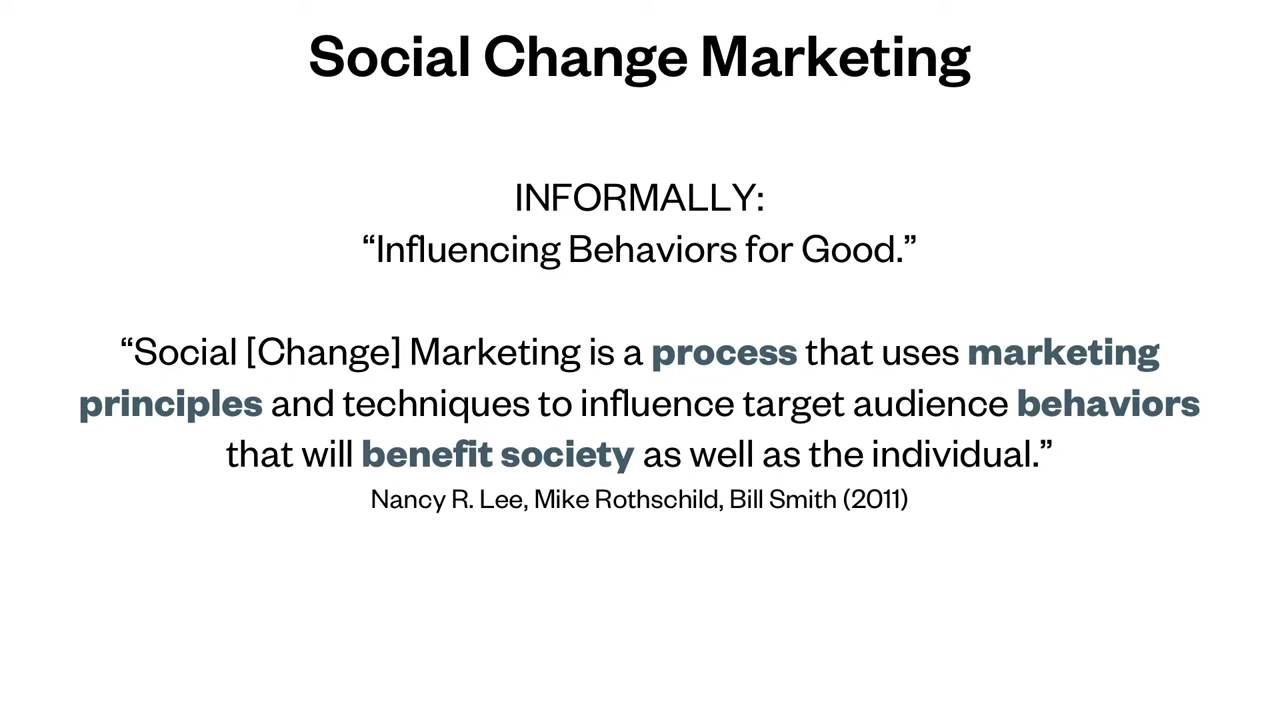 Social Change Marketing
INFORMALLY:
“Influencing Behaviors for Good.”
“Social [Change] Marketing is a process that uses marketing
principles and techniques to influence target audience behaviors
that will benefit society as well as the individual.”
Nancy R. Lee, Mike Rothschild, Bill Smith (2011)